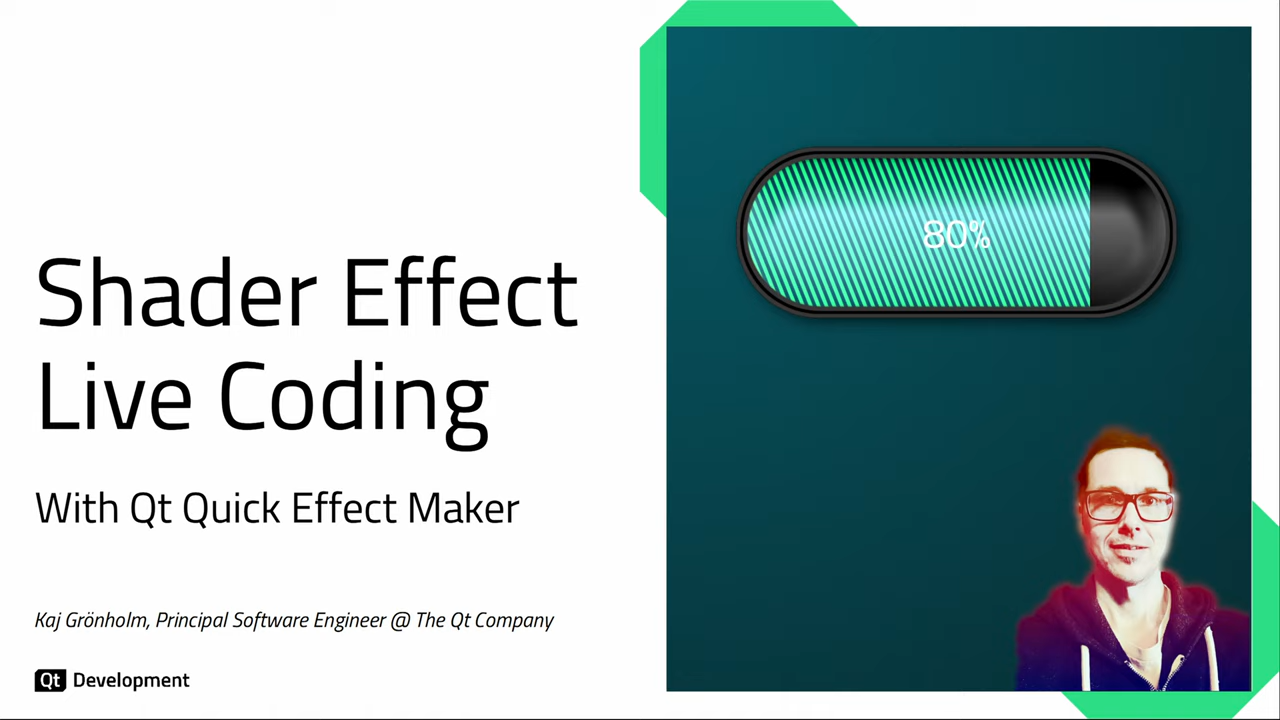 Shader Effect
Live Coding
With Qt Quick Effect Maker
Kaj Grönholm, Principal Software Engineer @ The Qt Company
Qt Development
80%